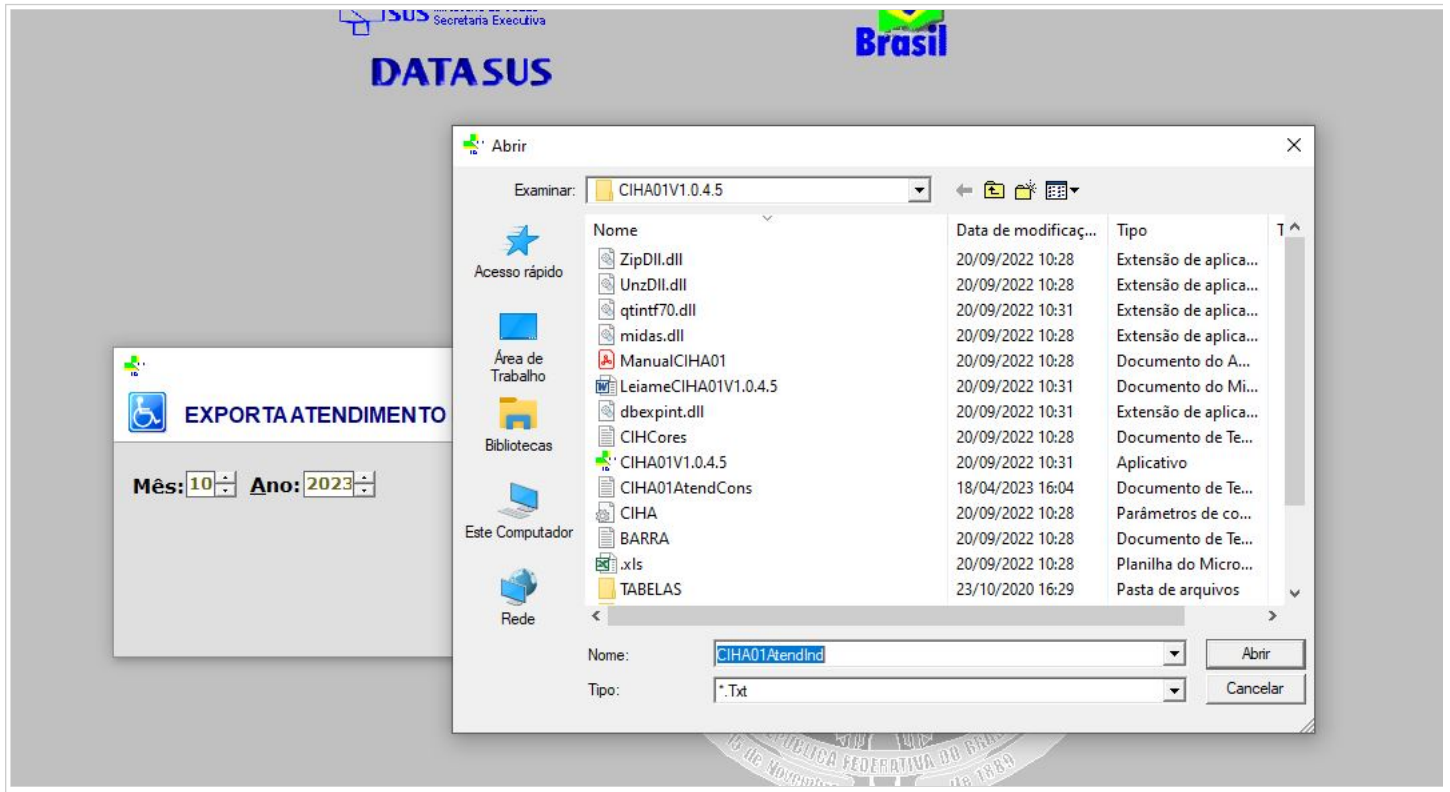 SUS
Secretaria Executiva
DATASUS
Brasil
Abrir
Examinar: CIHA01V1.0.4.5
Nome Data de modificaç... Tipo T
ZipDll.dll 20/09/2022 10:28 Extensão de aplica...
UnzDll.dll 20/09/2022 10:28 Extensão de aplica...
qtintf70.dll 20/09/2022 10:31 Extensão de aplica...
midas.dll 20/09/2022 10:28 Extensão de aplica...
ManualCIHA01 20/09/2022 10:28 Documento do A...
LeiameCIHA01V1.0.4.5 20/09/2022 10:31 Documento do Mi...
dbexpint.dll 20/09/2022 10:31 Extensão de aplica...
CIHCores 20/09/2022 10:28 Documento de Te...
CIHA01V1.0.4.5 20/09/2022 10:31 Aplicativo
CIHA01AtendCons 18/04/2023 16:04 Documento de Te...
CIHA 20/09/2022 10:28 Parâmetros de co...
BARRA 20/09/2022 10:28 Documento de Te...
.xls 20/09/2022 10:28 Planilha do Micro...
TABELAS 23/10/2020 16:29 Pasta de arquivos
Acesso rápido
Área de
Trabalho
Bibliotecas
Este Computador
Rede
Nome: CIHA01AtendInd Abrir
Tipo: *.Txt Cancelar
EXPORTA ATENDIMENTO
Mês: 10 Ano: 2023
REPÚBLICA FEDERATIVA DO BRASIL
15 de Novembro de 1889